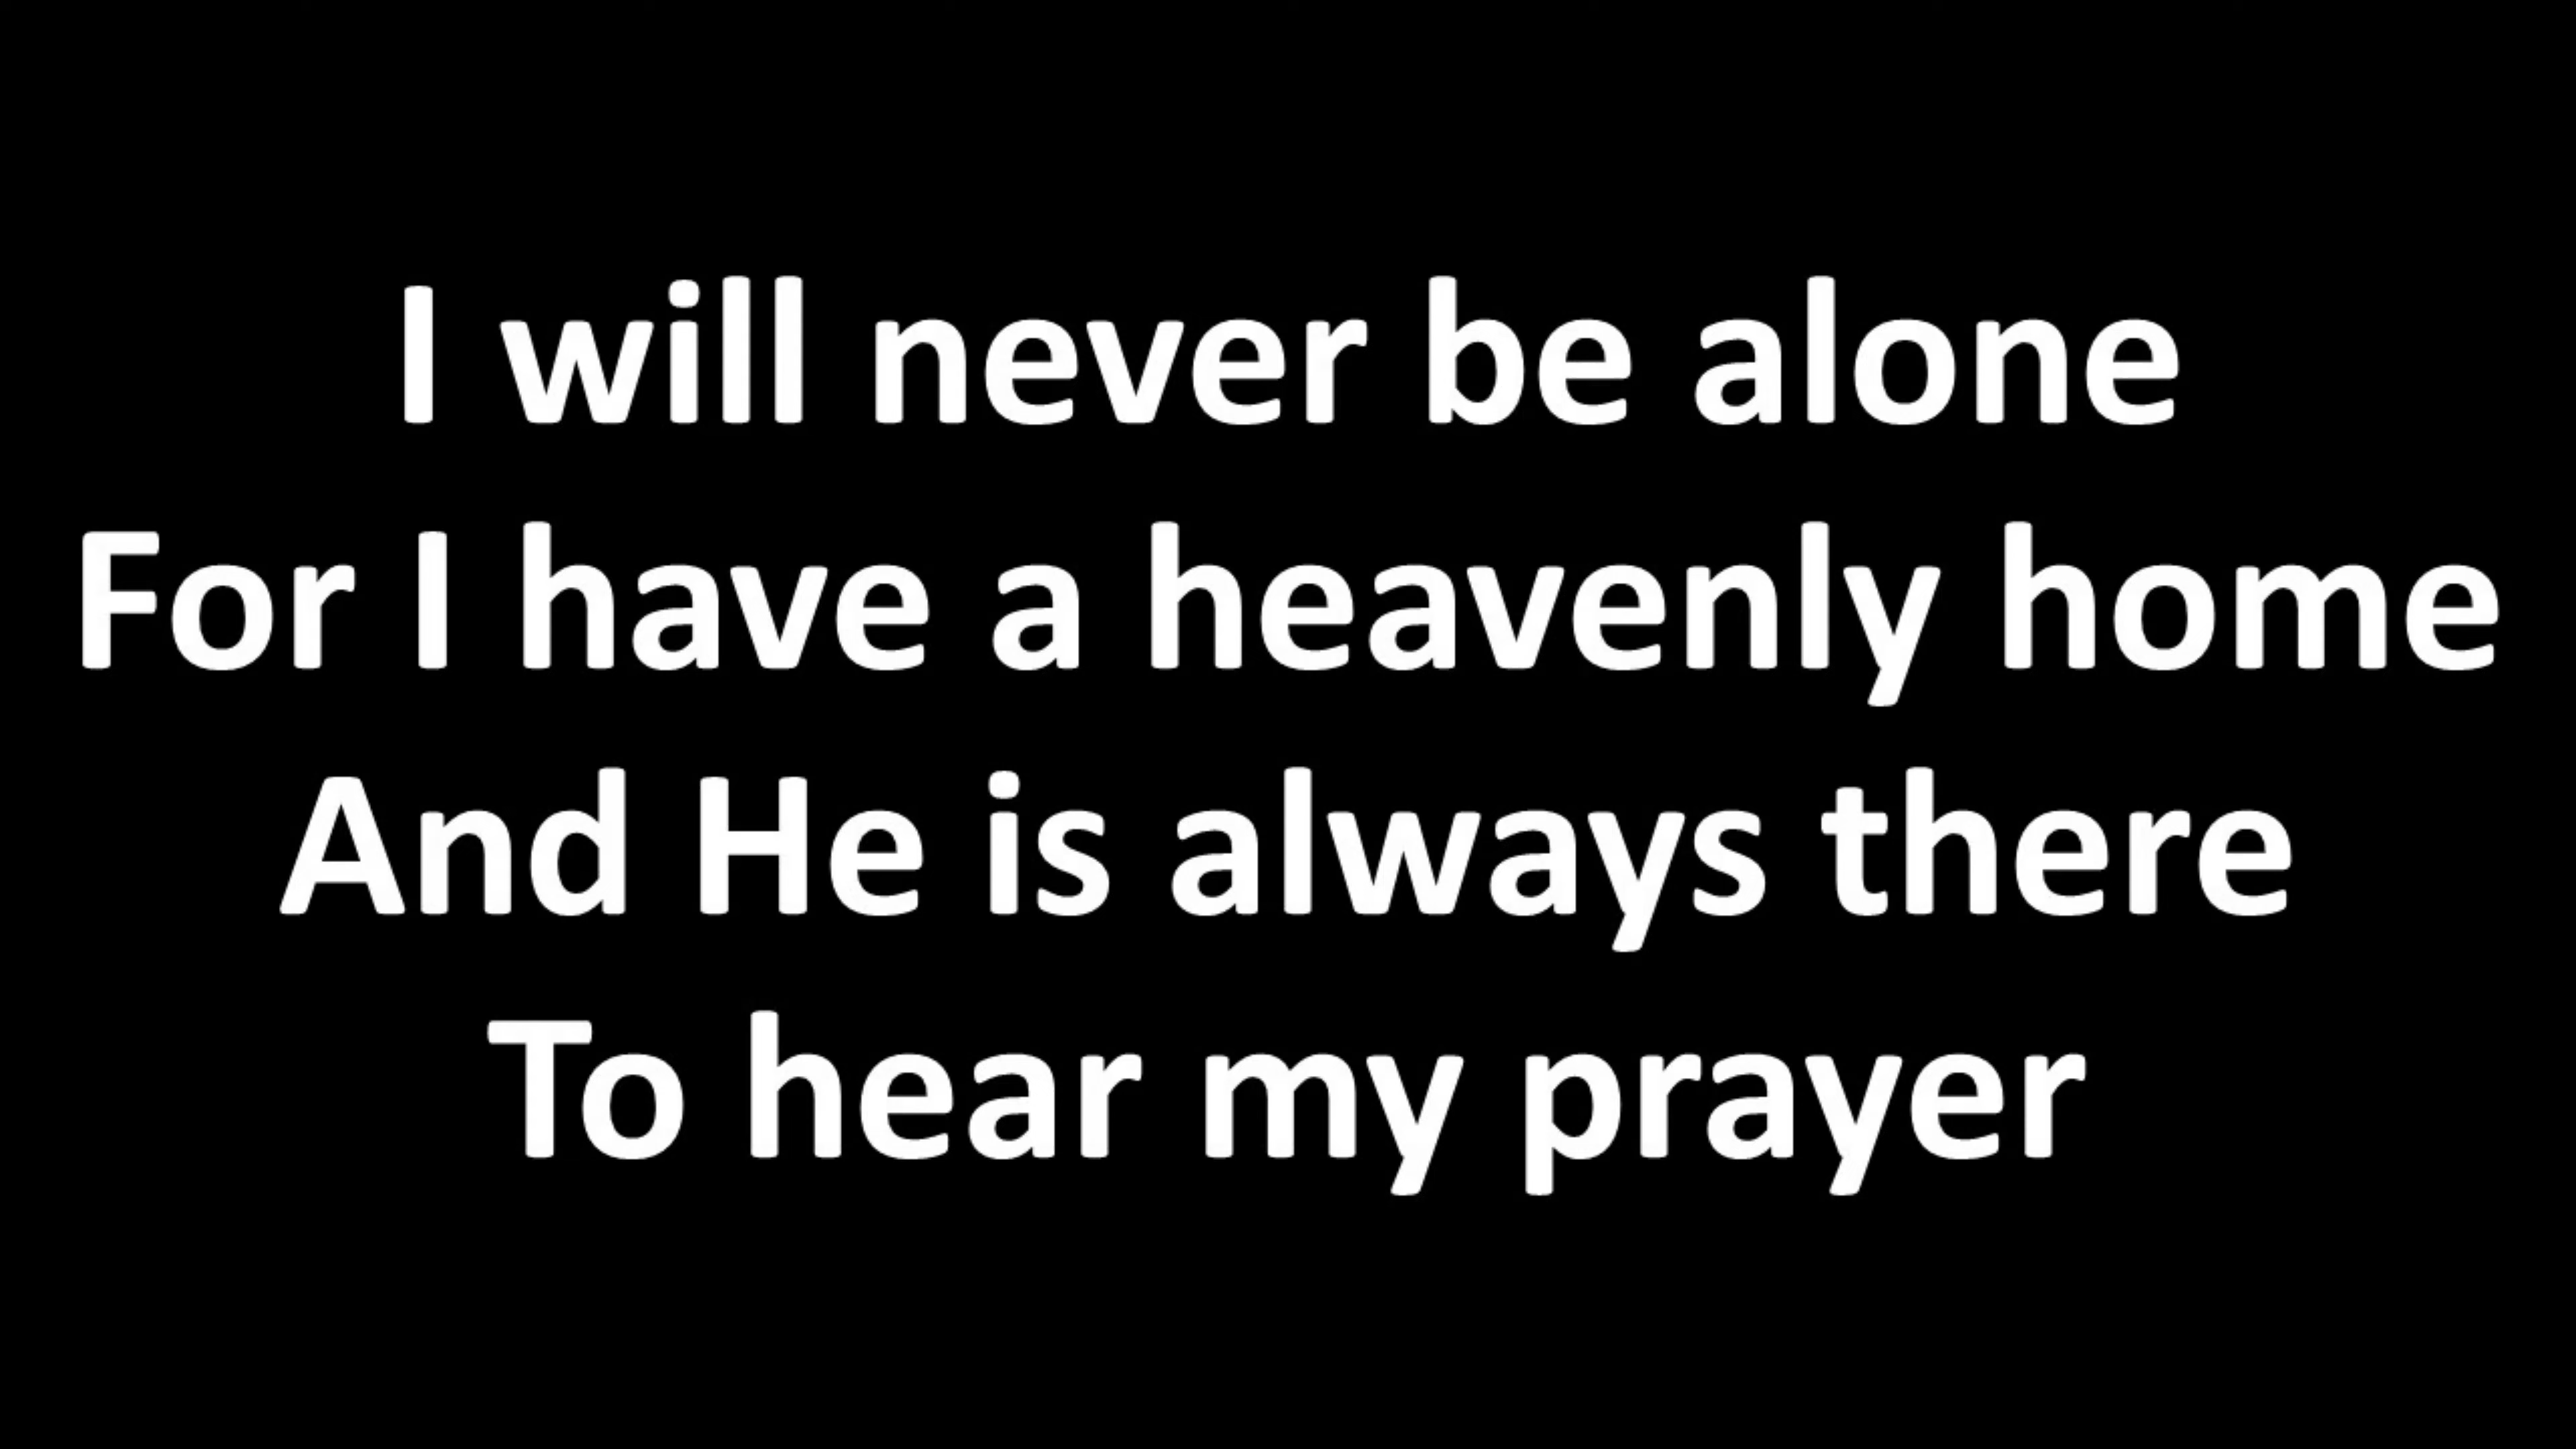 I will never be alone
For I have a heavenly home
And He is always there
To hear my prayer